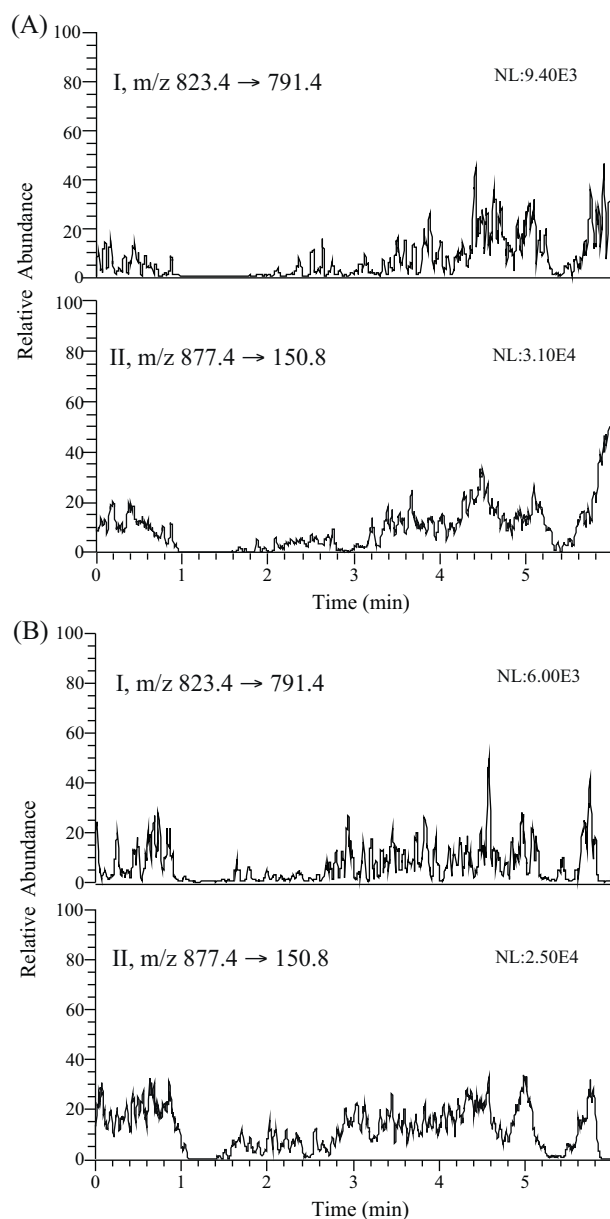 (A)
100
80
60
40
20
0
I, m/z 823.4 → 791.4
NL:9.40E3
Relative Abundance
100
80
60
40
20
0
II, m/z 877.4 → 150.8
NL:3.10E4
0 1 2 3 4 5
Time (min)
(B)
100
80
60
40
20
0
I, m/z 823.4 → 791.4
NL:6.00E3
Relative Abundance
100
80
60
40
20
0
II, m/z 877.4 → 150.8
NL:2.50E4
0 1 2 3 4 5
Time (min)